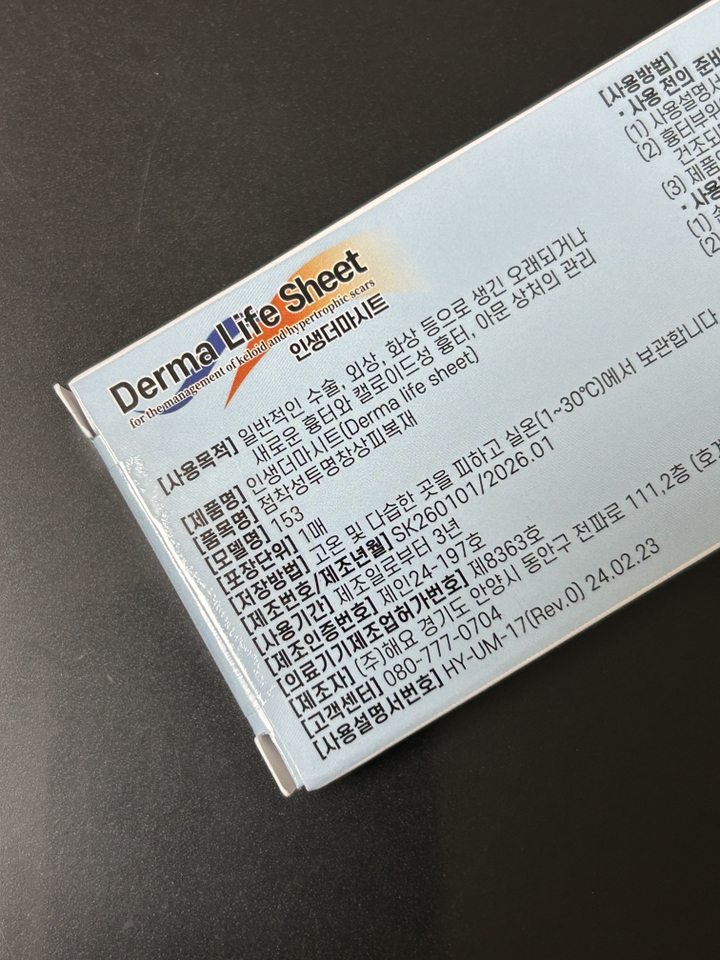 Derma Life Sheet
for the management of keloid and hypertrophic scars
인생더마시트
[사용목적] 일반적인 수술, 외상, 화상 등으로 생긴 오래되거나
새로운 흉터와 켈로이드성 흉터, 아문 상처의 관리
[제품명] 인생더마시트(Derma life sheet)
[품목명] 점착성투명창상피복재
[모델명] 153
[포장단위] 1매
[저장방법] 고온 및 다습한 곳을 피하고 실온(1~30℃)에서 보관합니다.
[제조번호/제조년월] SK260101/2026.01
[사용기간] 제조일로부터 3년
[제조인증번호] 제인24-197호
[의료기기제조업허가번호] 제8363호
[제조자] (주)해요 경기도 안양시 동안구 전파로 111,2층 (호
[고객센터] 080-777-0704
[사용설명서번호] HY-UM-17(Rev.0) 24.02.23
[사용방법]
• 사용 전의 준비
(1) 사용설명서
(2) 흉터부위
건조
(3) 제품
• 사용
(1)
(2)